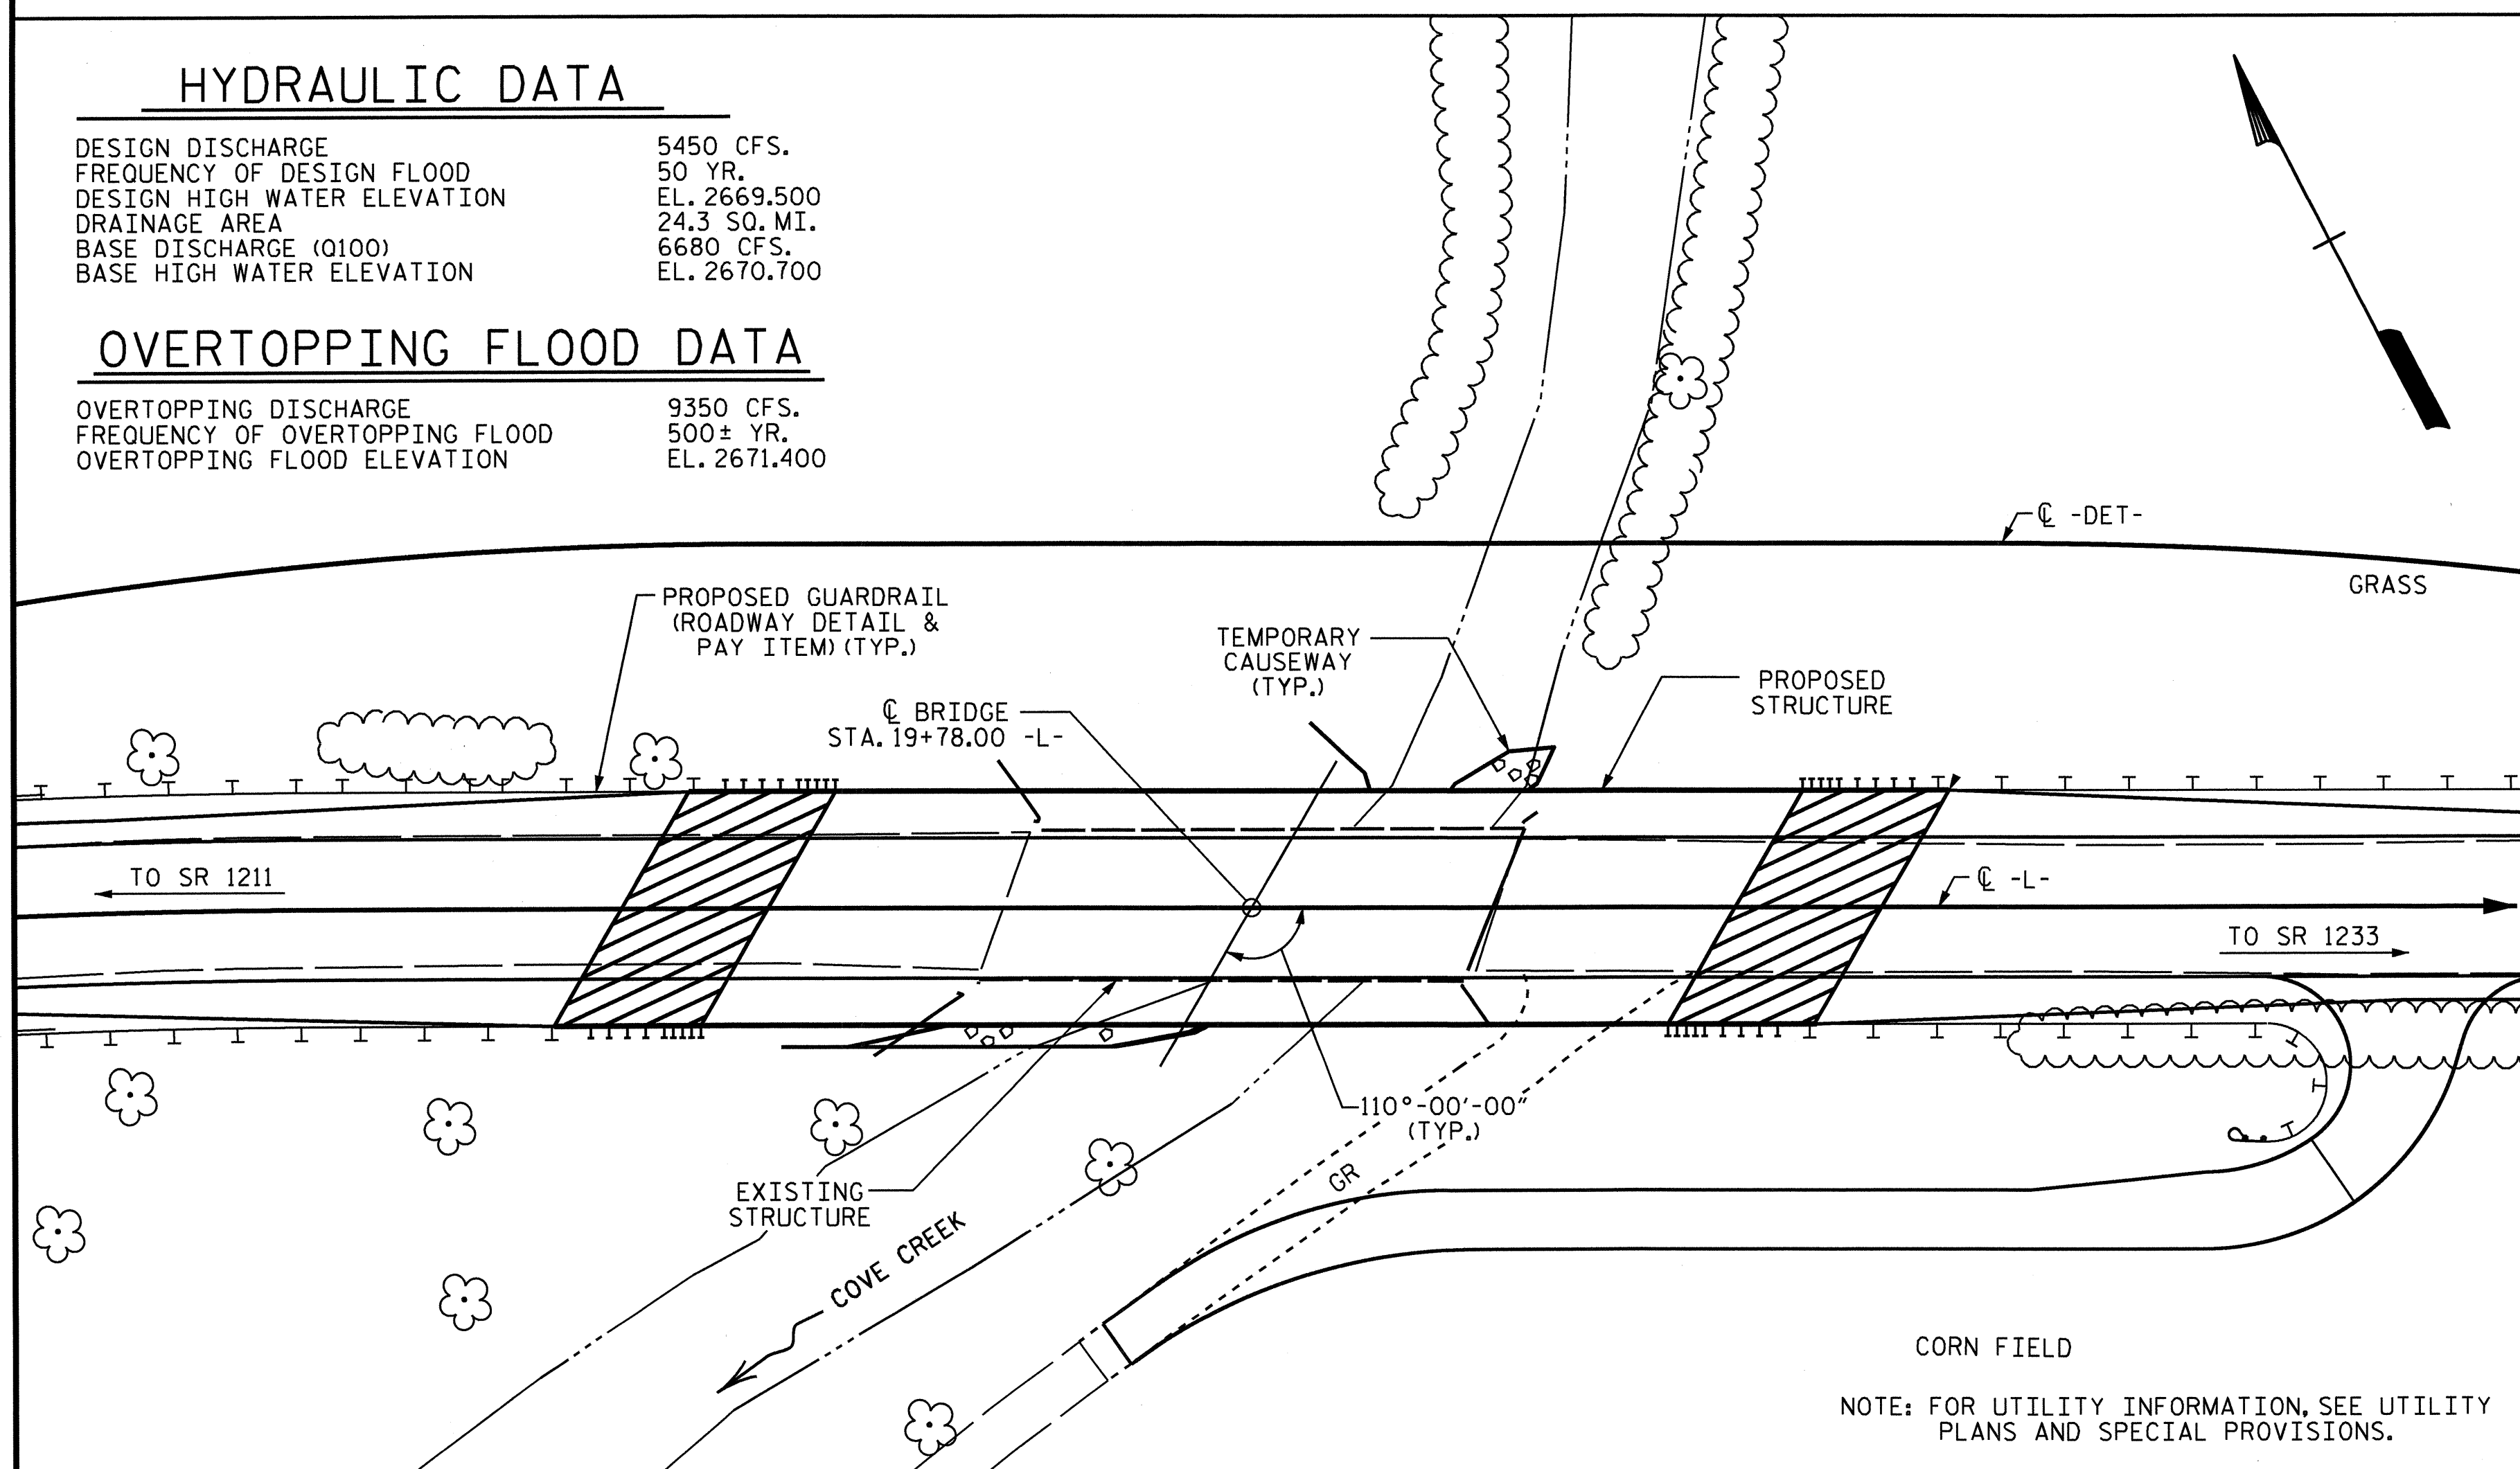 HYDRAULIC DATA
DESIGN DISCHARGE 5450 CFS.
FREQUENCY OF DESIGN FLOOD 50 YR.
DESIGN HIGH WATER ELEVATION EL. 2669.500
DRAINAGE AREA 24.3 SQ. MI.
BASE DISCHARGE (Q100) 6680 CFS.
BASE HIGH WATER ELEVATION EL. 2670.700
OVERTOPPING FLOOD DATA
OVERTOPPING DISCHARGE 9350 CFS.
FREQUENCY OF OVERTOPPING FLOOD 500± YR.
OVERTOPPING FLOOD ELEVATION EL. 2671.400
℄ -DET-
GRASS
PROPOSED GUARDRAIL
(ROADWAY DETAIL &
PAY ITEM) (TYP.)
TEMPORARY
CAUSEWAY
(TYP.)
PROPOSED
STRUCTURE
℄ BRIDGE
STA. 19+78.00 -L-
TO SR 1211
℄ -L-
TO SR 1233
110°-00'-00"
(TYP.)
GR
EXISTING
STRUCTURE
COVE CREEK
CORN FIELD
NOTE: FOR UTILITY INFORMATION, SEE UTILITY
PLANS AND SPECIAL PROVISIONS.